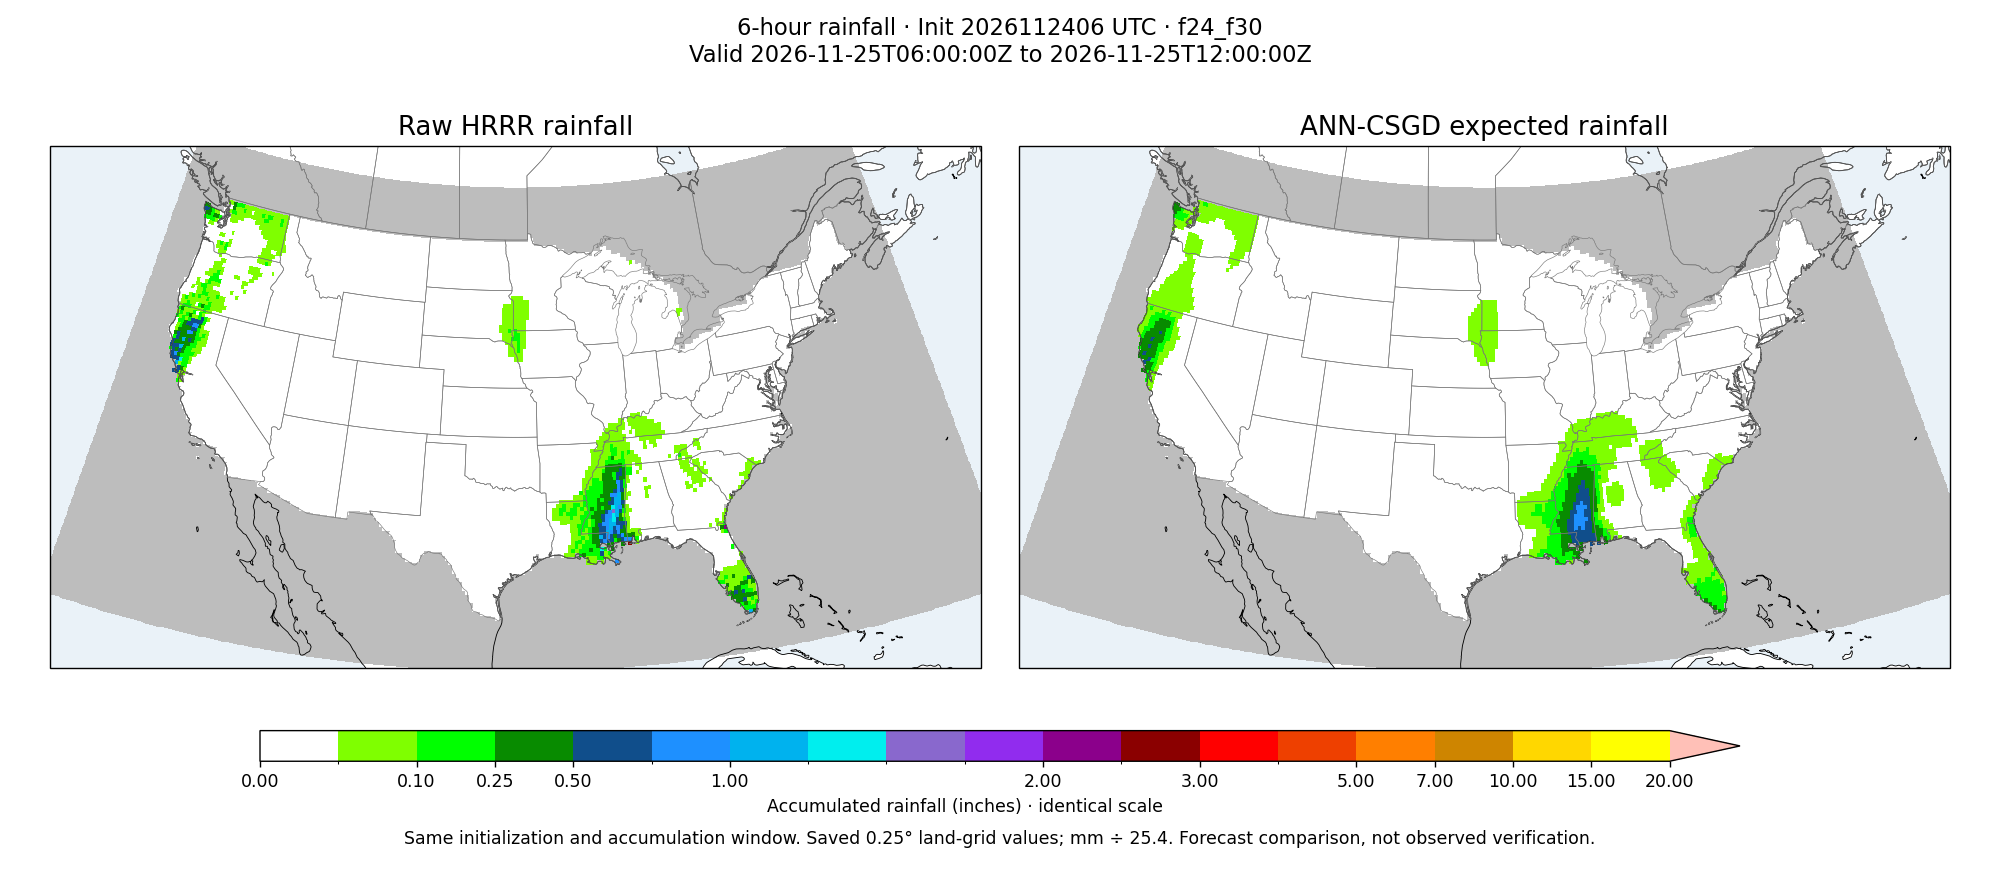 6-hour rainfall · Init 2026112406 UTC · f24_f30
Valid 2026-11-25T06:00:00Z to 2026-11-25T12:00:00Z
Raw HRRR rainfall
ANN-CSGD expected rainfall
0.00 0.10 0.25 0.50 1.00 2.00 3.00 5.00 7.00 10.00 15.00 20.00
Accumulated rainfall (inches) · identical scale
Same initialization and accumulation window. Saved 0.25° land-grid values; mm ÷ 25.4. Forecast comparison, not observed verification.